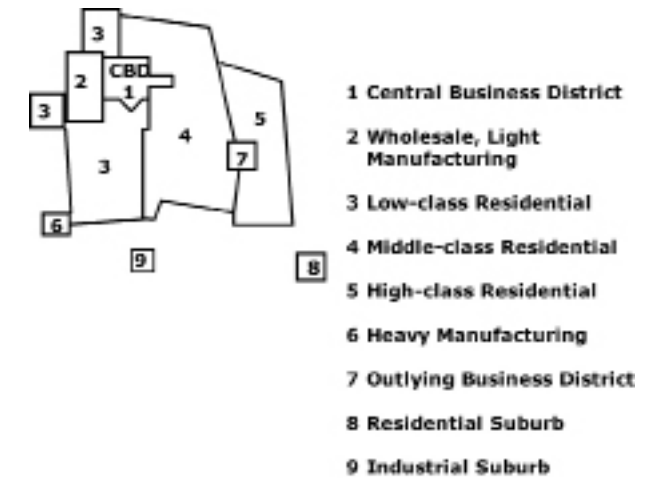 3
CBD
1
2
3
5
4
3
7
6
9
8
1 Central Business District
2 Wholesale, Light
Manufacturing
3 Low-class Residential
4 Middle-class Residential
5 High-class Residential
6 Heavy Manufacturing
7 Outlying Business District
8 Residential Suburb
9 Industrial Suburb